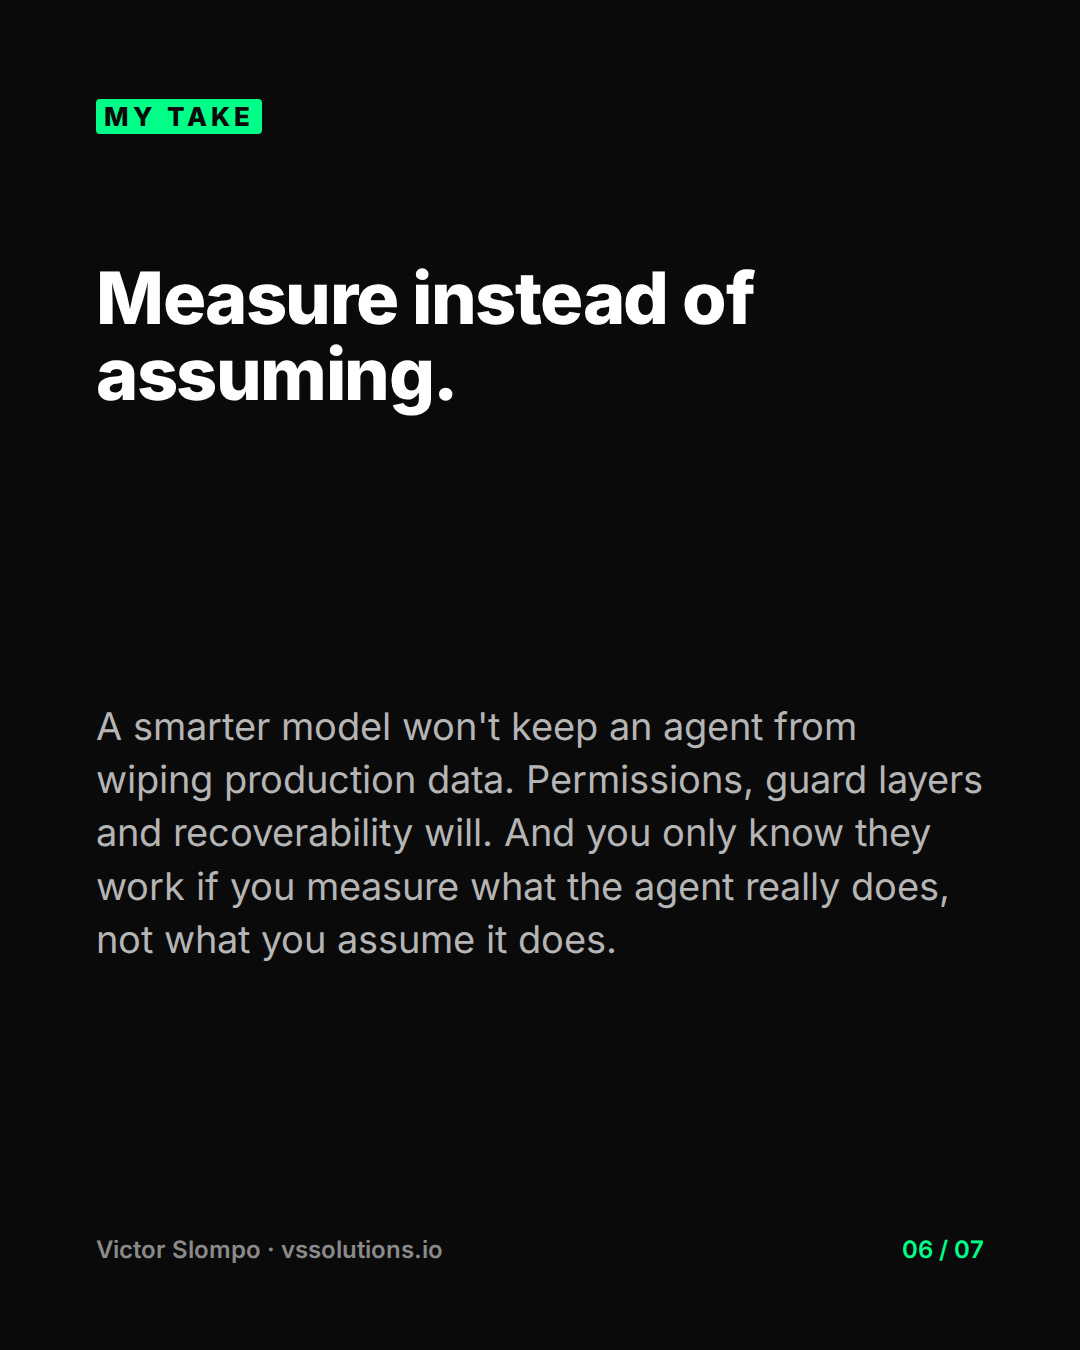 MY TAKE
Measure instead of
assuming.
A smarter model won't keep an agent from
wiping production data. Permissions, guard layers
and recoverability will. And you only know they
work if you measure what the agent really does,
not what you assume it does.
Victor Slompo · vssolutions.io
06 / 07